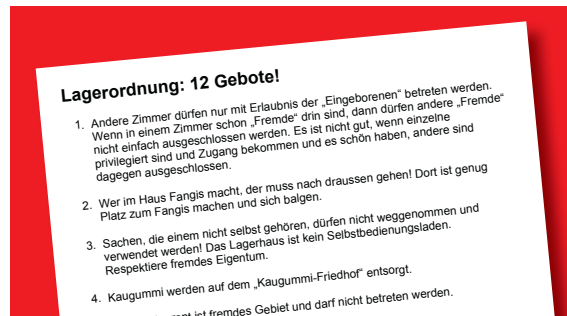 Lagerordnung: 12 Gebote!
1. Andere Zimmer dürfen nur mit Erlaubnis der „Eingeborenen“ betreten werden.
Wenn in einem Zimmer schon „Fremde“ drin sind, dann dürfen andere „Fremde“
nicht einfach ausgeschlossen werden. Es ist nicht gut, wenn einzelne
privilegiert sind und Zugang bekommen und es schön haben, andere sind
dagegen ausgeschlossen.
2. Wer im Haus Fangis macht, der muss nach draussen gehen! Dort ist genug
Platz zum Fangis machen und sich balgen.
3. Sachen, die einem nicht selbst gehören, dürfen nicht weggenommen und
verwendet werden! Das Lagerhaus ist kein Selbstbedienungsladen.
Respektiere fremdes Eigentum.
4. Kaugummi werden auf dem „Kaugummi-Friedhof“ entsorgt.
ist fremdes Gebiet und darf nicht betreten werden.